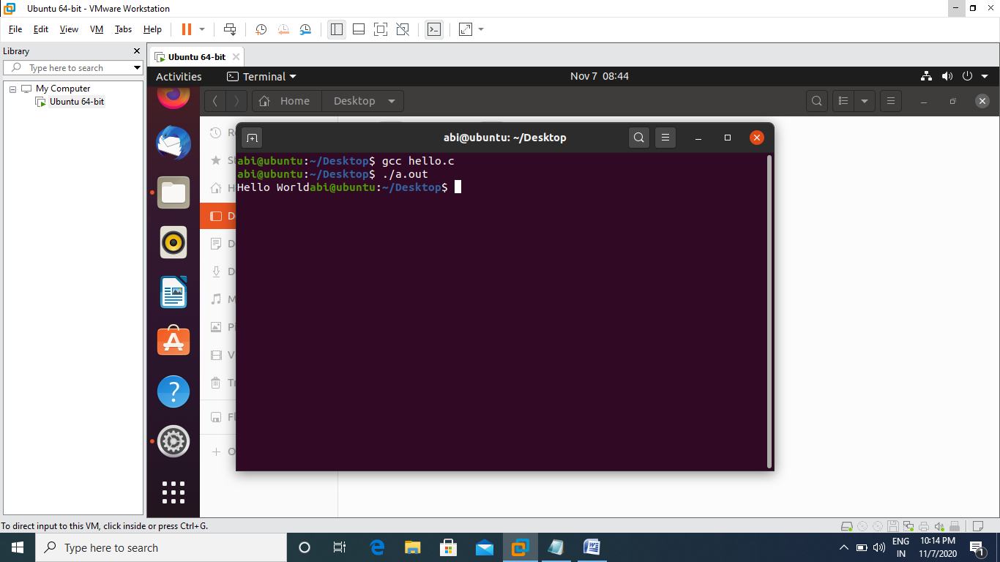 Ubuntu 64-bit - VMware Workstation
File Edit View VM Tabs Help
Library
Type here to search
My Computer
Ubuntu 64-bit
Ubuntu 64-bit
Activities Terminal Nov 7 08:44
Home Desktop
abi@ubuntu: ~/Desktop
abi@ubuntu:~/Desktop$ gcc hello.c
abi@ubuntu:~/Desktop$ ./a.out
Hello Worldabi@ubuntu:~/Desktop$
R
S
H
D
D
D
M
Pi
V
Tr
Fl
O
To direct input to this VM, click inside or press Ctrl+G.
Type here to search
ENG
IN
10:14 PM
11/7/2020
1